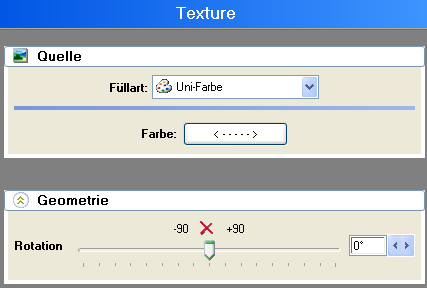 Texture
Quelle
Füllart: Uni-Farbe
Farbe: <----->
Geometrie
-90 +90
Rotation 0°